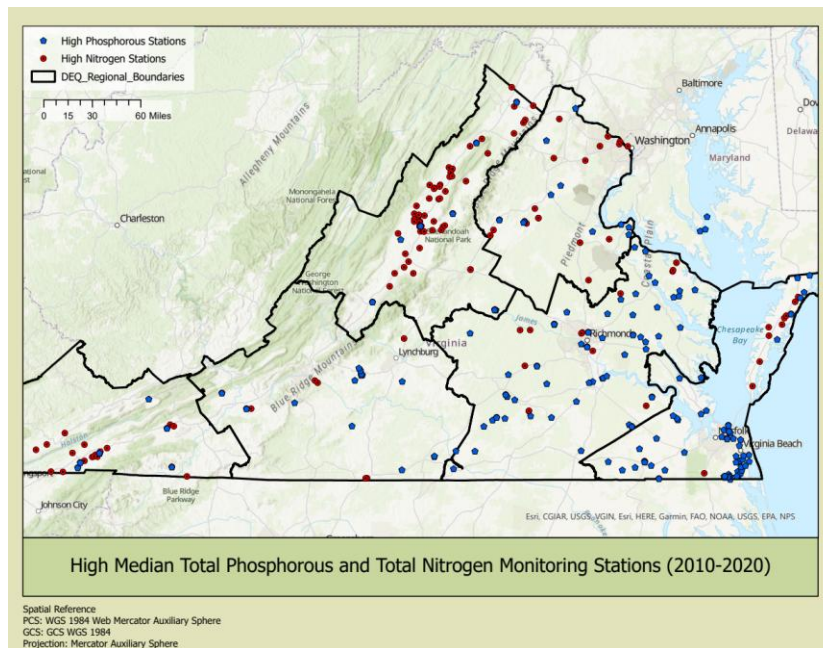 High Phosphorous Stations
High Nitrogen Stations
DEQ_Regional_Boundaries
0 15 30 60 Miles
Baltimore
Washington
Annapolis
Maryland
Delaware
Allegheny Mountains
Monongahela
National Forest
Charleston
National Park
Piedmont
Coastal Plain
George
Washington
National Forest
James
Richmond
Chesapeake
Bay
Virginia
Lynchburg
Blue Ridge Mountains
Holston
Norfolk
Virginia Beach
Blue Ridge
Parkway
Johnson City
Esri, CGIAR, USGS, VGIN, Esri, HERE, Garmin, FAO, NOAA, USGS, EPA, NPS
High Median Total Phosphorous and Total Nitrogen Monitoring Stations (2010-2020)
Spatial Reference
PCS: WGS 1984 Web Mercator Auxiliary Sphere
GCS: GCS WGS 1984
Projection: Mercator Auxiliary Sphere